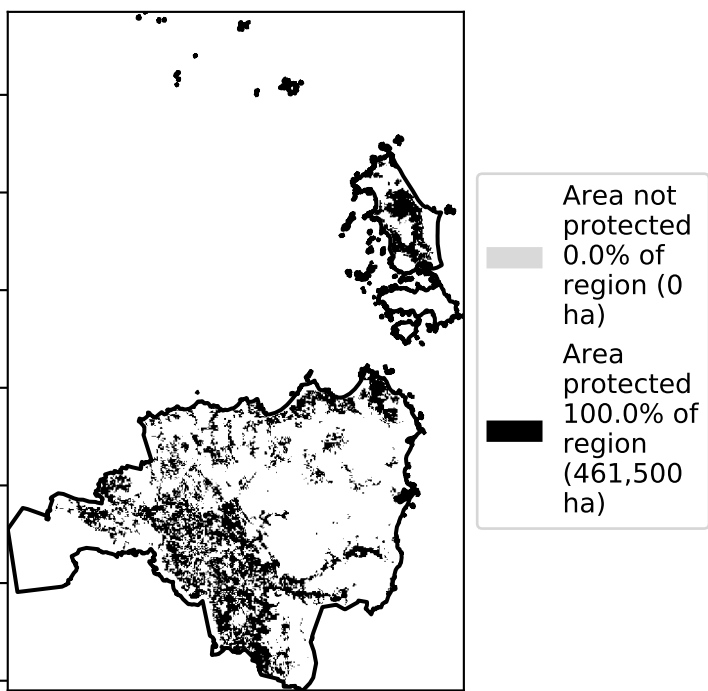 Area not
protected
0.0% of
region (0
ha)
Area
protected
100.0% of
region
(461,500
ha)